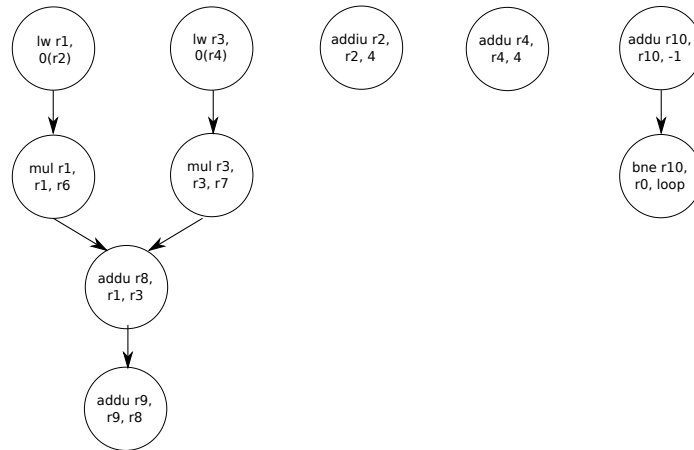 lw r1,
0(r2)
lw r3,
0(r4)
addiu r2,
r2, 4
addu r4,
r4, 4
addu r10,
r10, -1
mul r1,
r1, r6
mul r3,
r3, r7
bne r10,
r0, loop
addu r8,
r1, r3
addu r9,
r9, r8